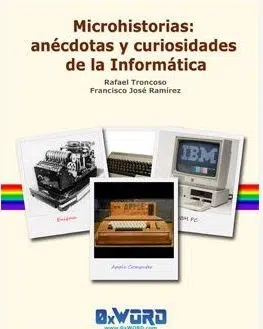 Microhistorias:
anécdotas y curiosidades
de la Informática
Rafael Troncoso
Francisco José Ramírez
IBM
Enigma
IBM PC
Apple Computer
0xWORD
www.0xWORD.com